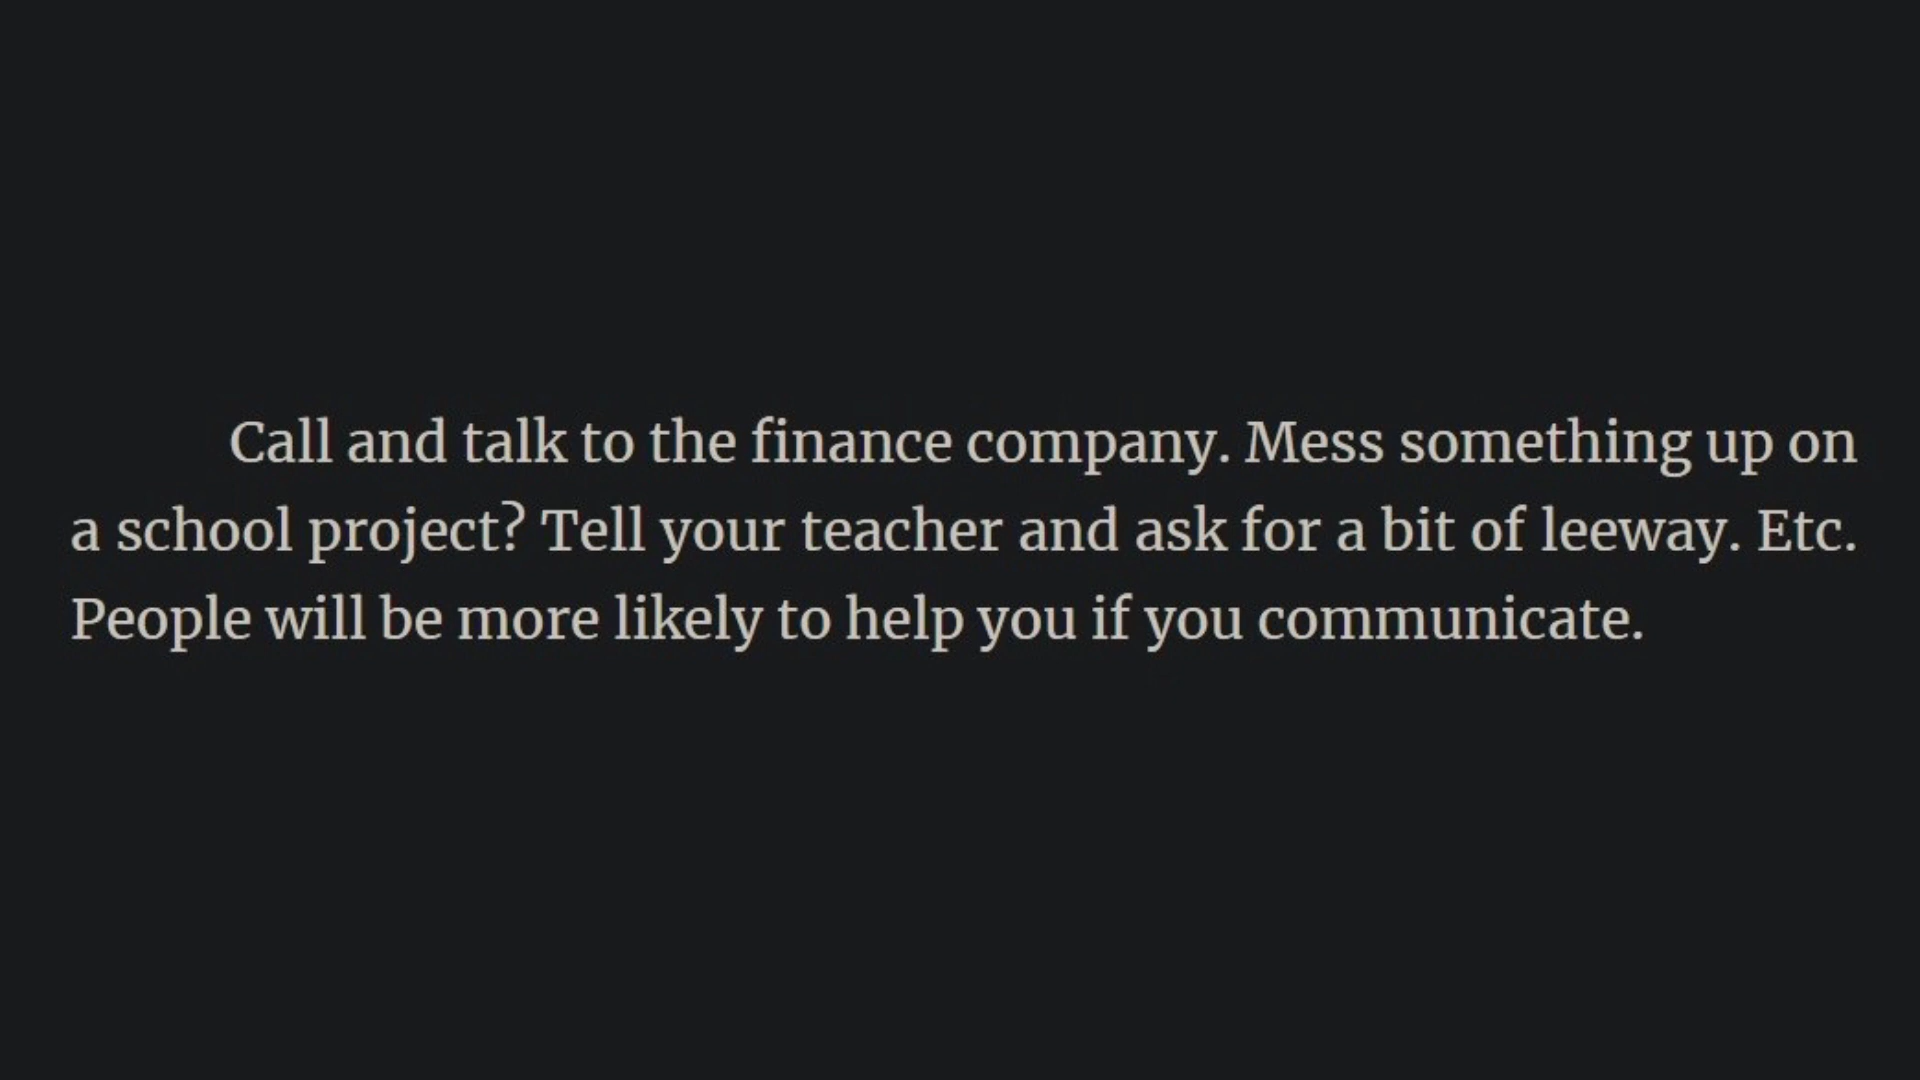 Call and talk to the finance company. Mess something up on
a school project? Tell your teacher and ask for a bit of leeway. Etc.
People will be more likely to help you if you communicate.